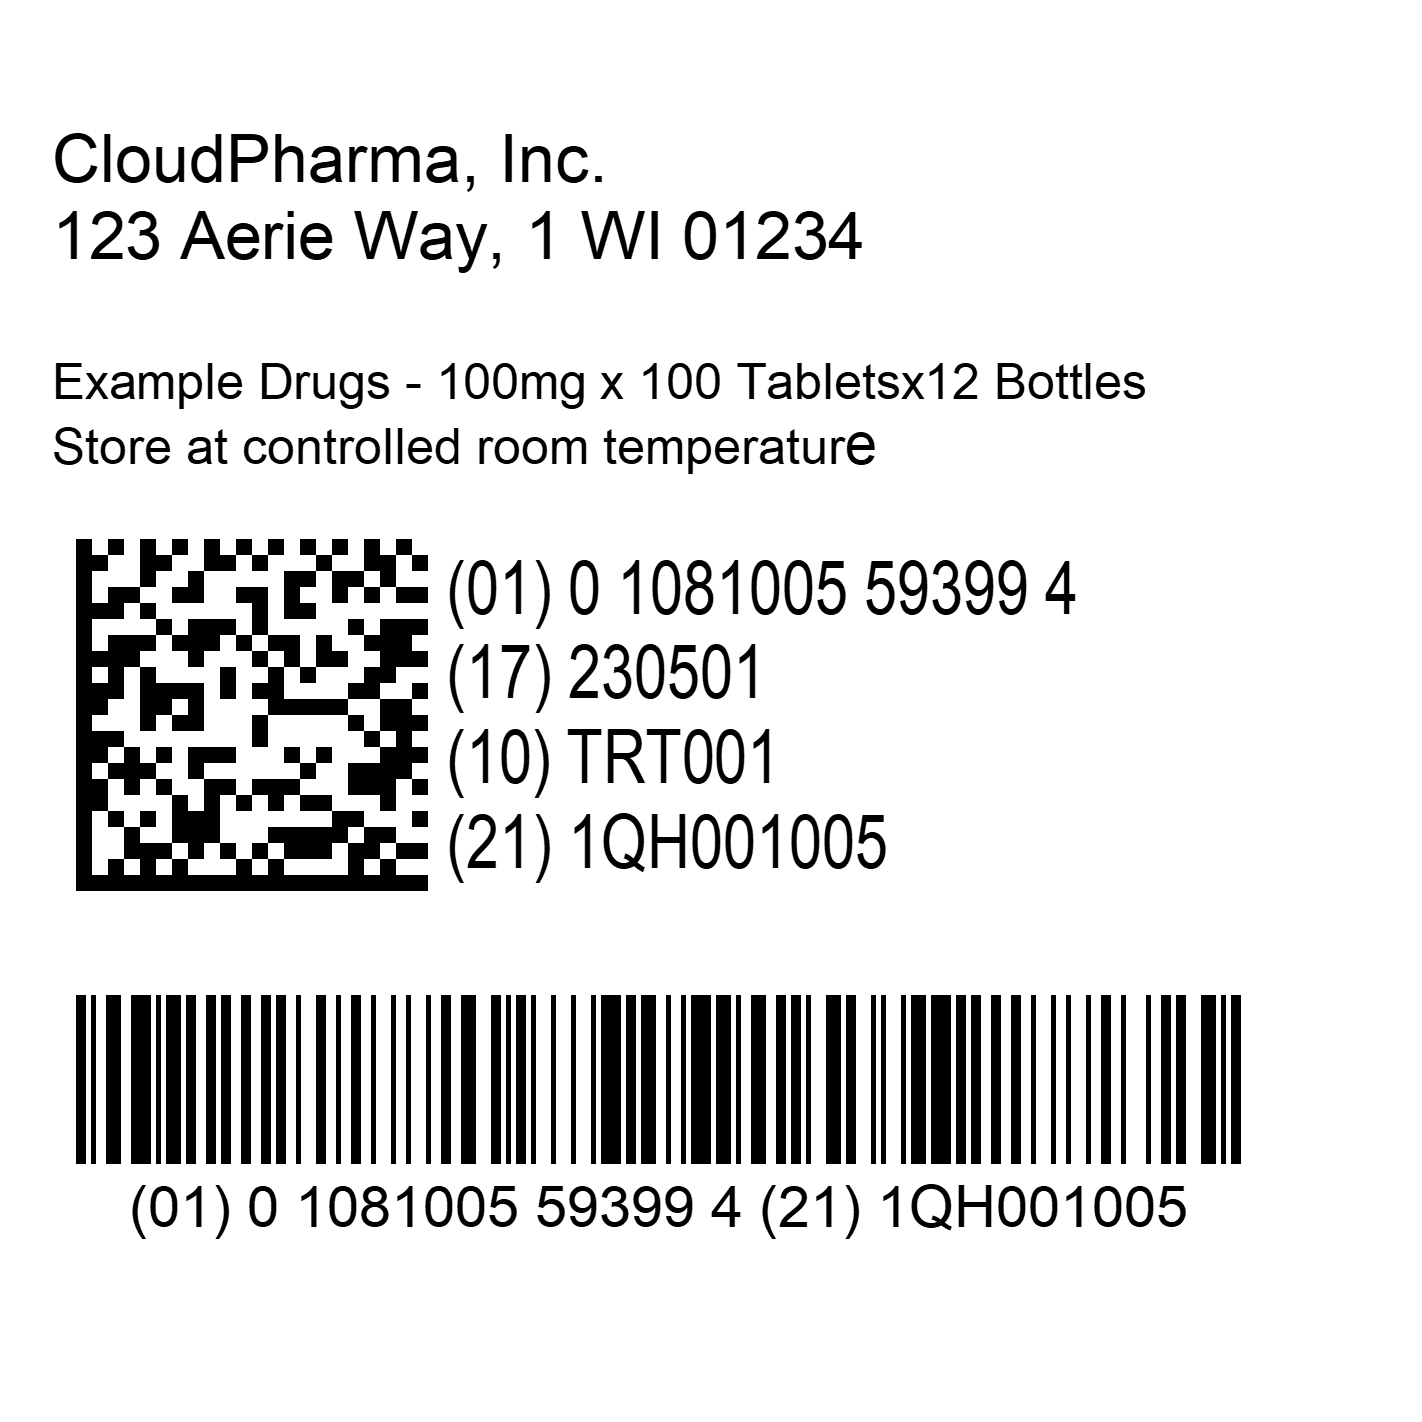 CloudPharma, Inc.
123 Aerie Way, 1 WI 01234
Example Drugs - 100mg x 100 Tabletsx12 Bottles
Store at controlled room temperature
(01) 0 1081005 59399 4
(17) 230501
(10) TRT001
(21) 1QH001005
(01) 0 1081005 59399 4 (21) 1QH001005